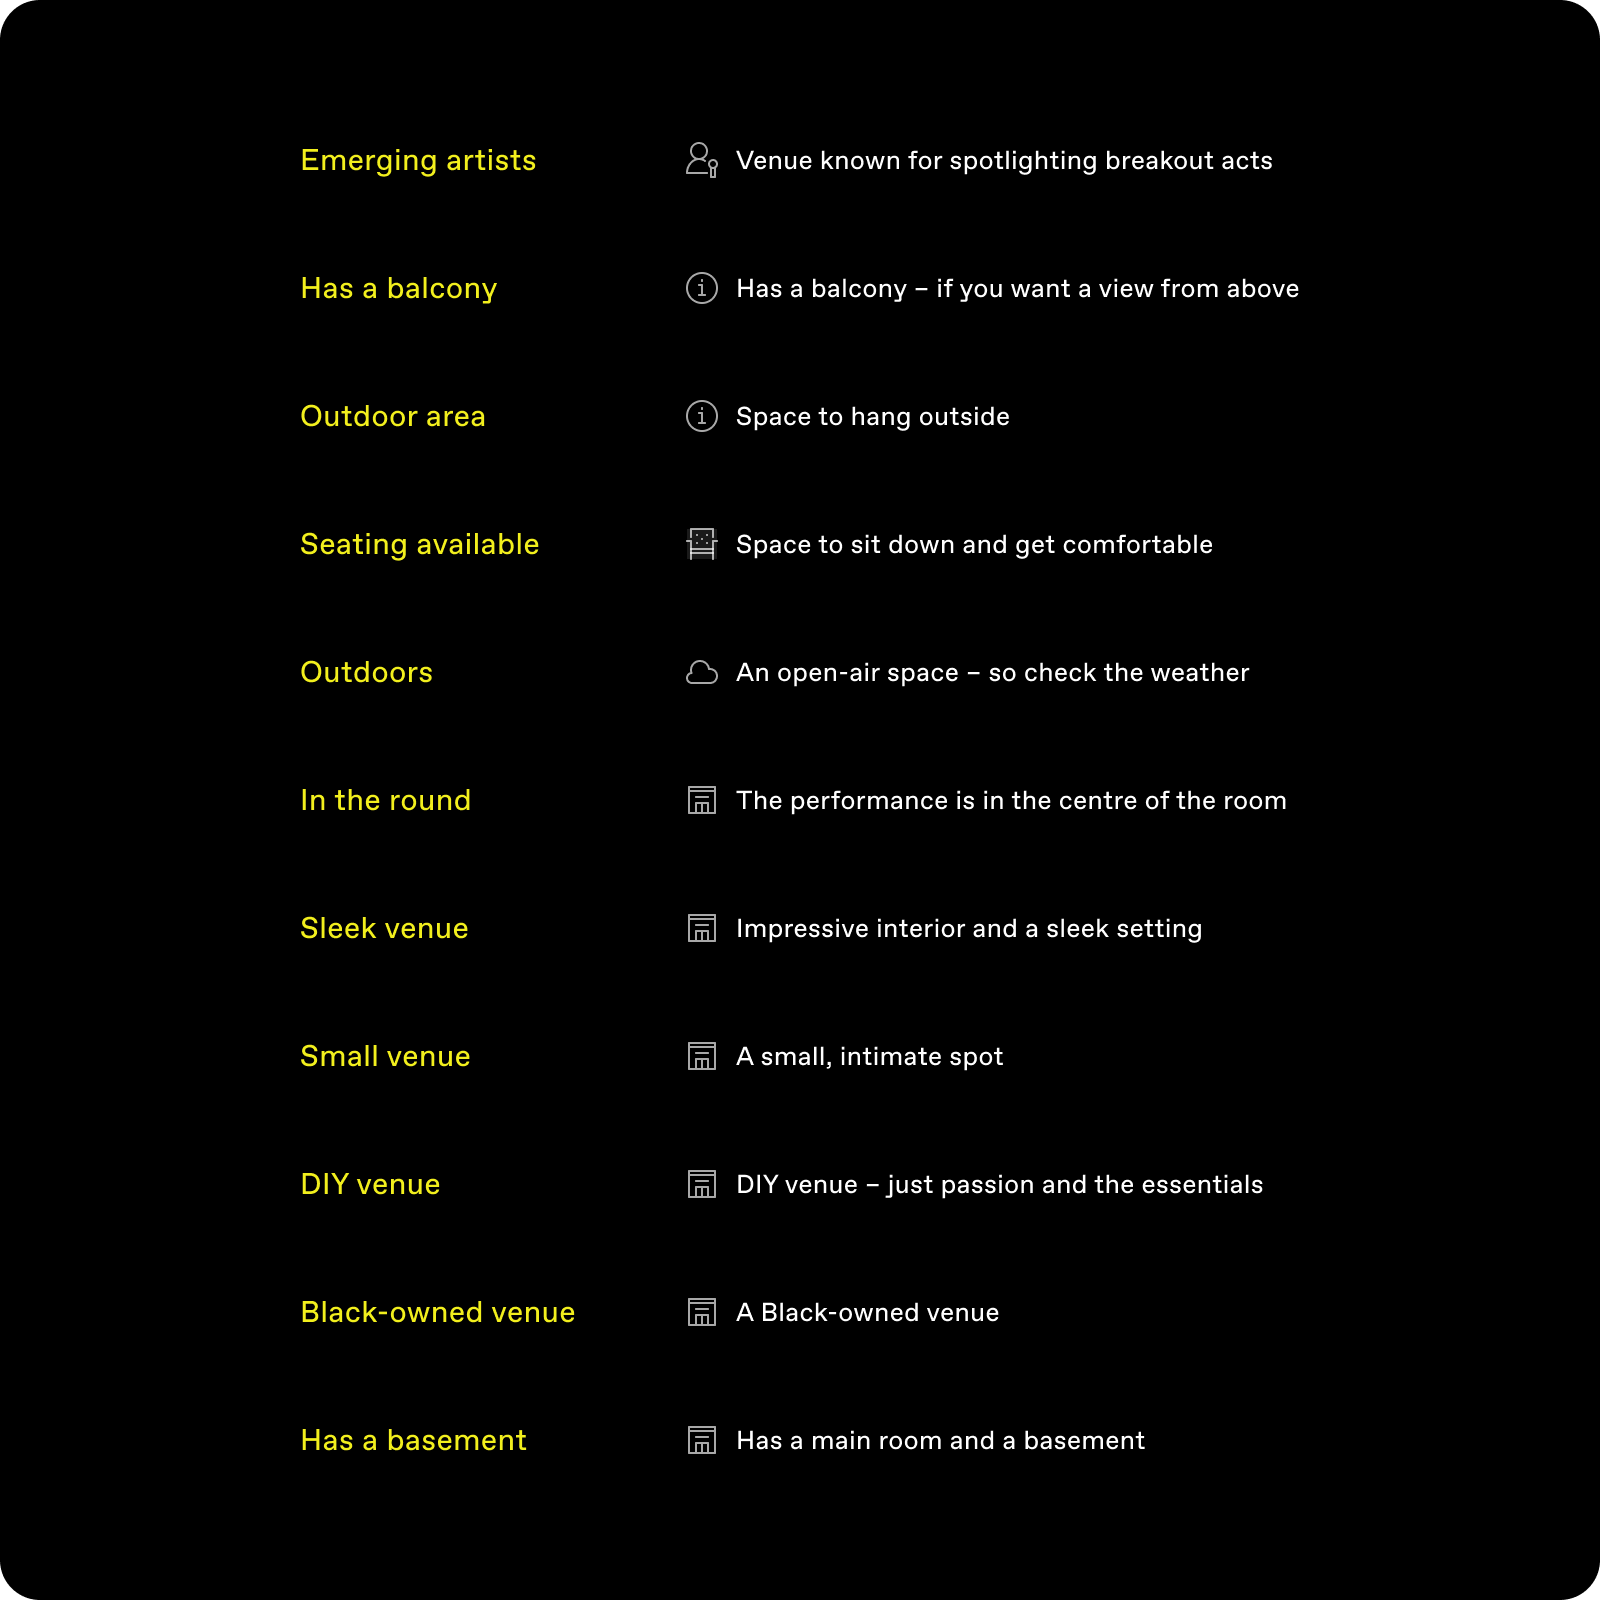 Emerging artists
Venue known for spotlighting breakout acts
Has a balcony
Has a balcony – if you want a view from above
Outdoor area
Space to hang outside
Seating available
Space to sit down and get comfortable
Outdoors
An open-air space – so check the weather
In the round
The performance is in the centre of the room
Sleek venue
Impressive interior and a sleek setting
Small venue
A small, intimate spot
DIY venue
DIY venue – just passion and the essentials
Black-owned venue
A Black-owned venue
Has a basement
Has a main room and a basement